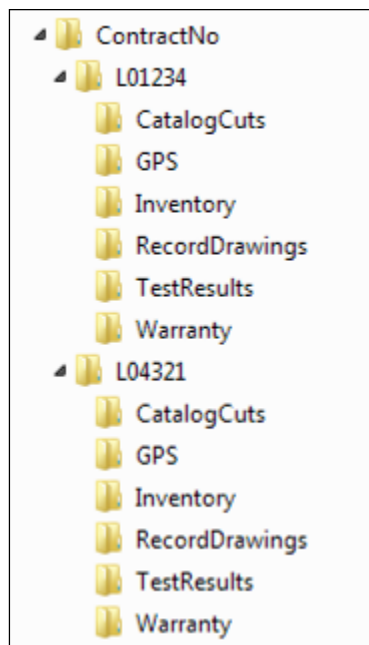 ContractNo
L01234
CatalogCuts
GPS
Inventory
RecordDrawings
TestResults
Warranty
L04321
CatalogCuts
GPS
Inventory
RecordDrawings
TestResults
Warranty